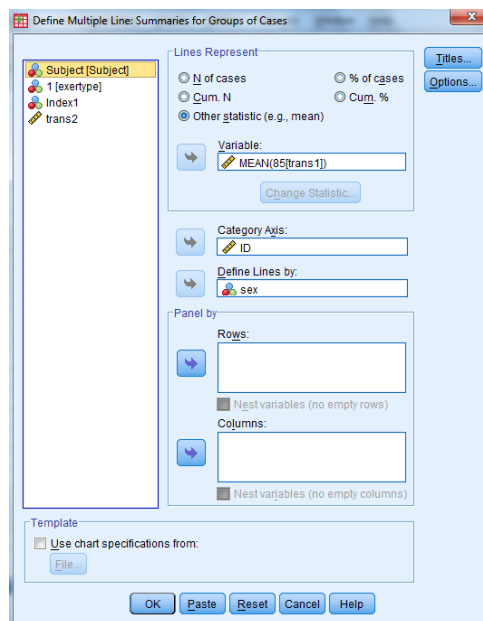 Define Multiple Line: Summaries for Groups of Cases
Subject [Subject]
1 [exertype]
Index1
trans2
Lines Represent
N of cases
% of cases
Cum. N
Cum. %
Other statistic (e.g., mean)
Variable:
MEAN(85[trans1])
Change Statistic...
Category Axis:
ID
Define Lines by:
sex
Panel by
Rows:
Nest variables (no empty rows)
Columns:
Nest variables (no empty columns)
Titles...
Options...
Template
Use chart specifications from:
File...
OK
Paste
Reset
Cancel
Help